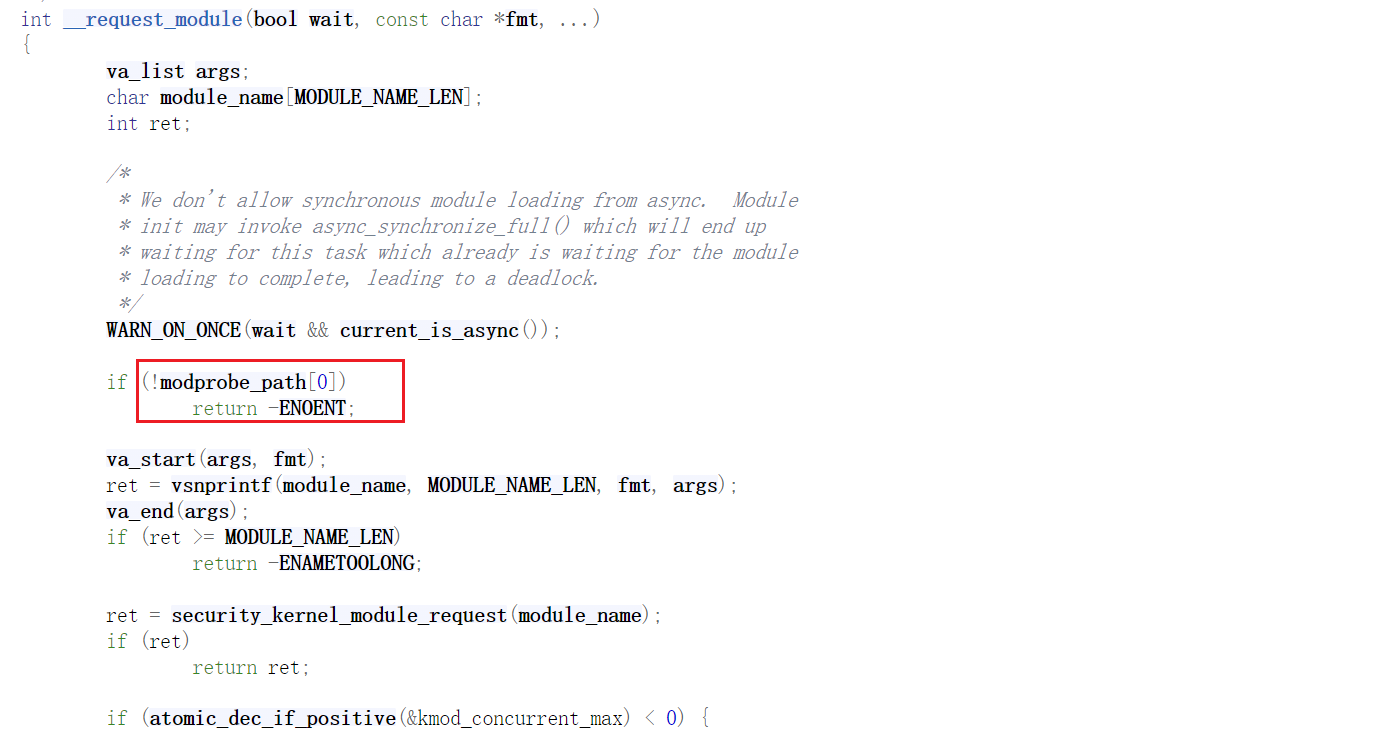 int __request_module(bool wait, const char *fmt, ...)
{
va_list args;
char module_name[MODULE_NAME_LEN];
int ret;
/*
* We don't allow synchronous module loading from async.  Module
* init may invoke async_synchronize_full() which will end up
* waiting for this task which already is waiting for the module
* loading to complete, leading to a deadlock.
*/
WARN_ON_ONCE(wait && current_is_async());
if (!modprobe_path[0])
return -ENOENT;
va_start(args, fmt);
ret = vsnprintf(module_name, MODULE_NAME_LEN, fmt, args);
va_end(args);
if (ret >= MODULE_NAME_LEN)
return -ENAMETOOLONG;
ret = security_kernel_module_request(module_name);
if (ret)
return ret;
if (atomic_dec_if_positive(&kmod_concurrent_max) < 0) {